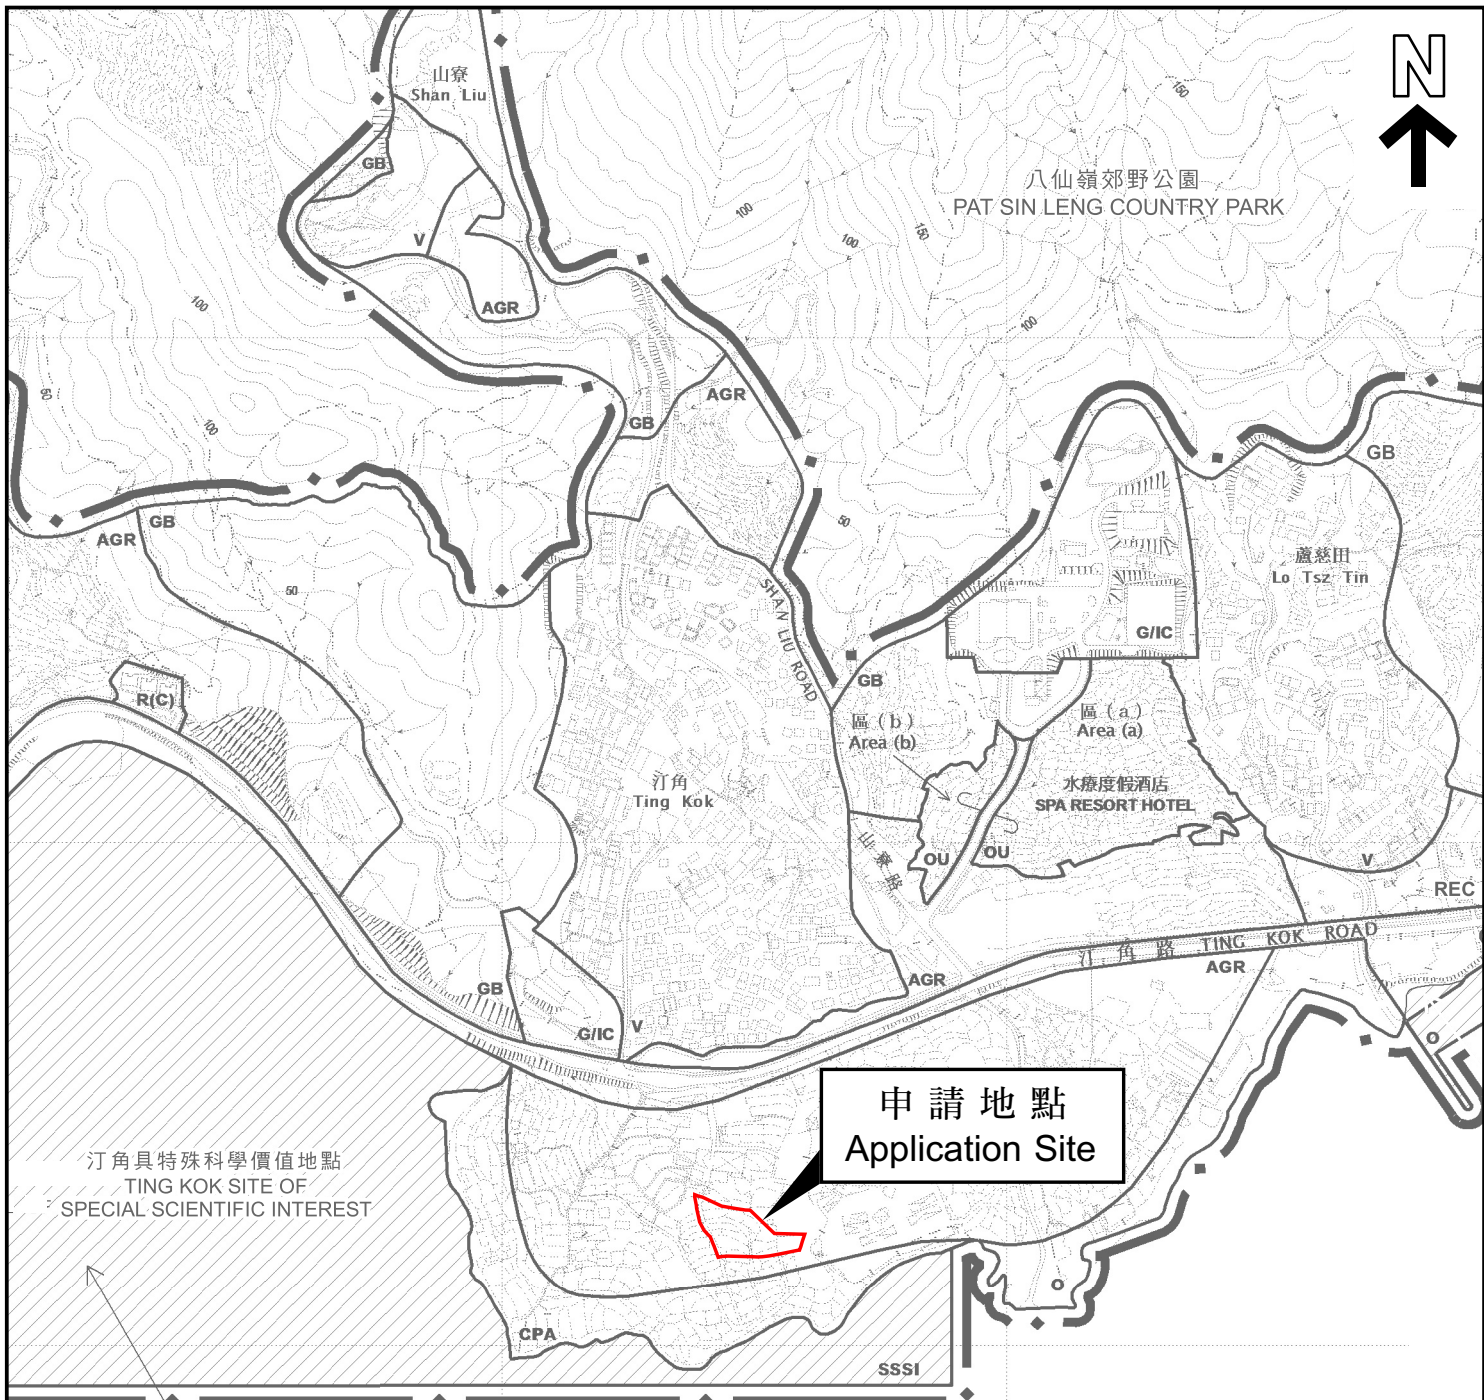 N
山寮
Shan Liu
GB
150
八仙嶺郊野公園
PAT SIN LENG COUNTRY PARK
100
100
150
V
AGR
100
100
50
100
AGR
GB
GB
GB
AGR
50
50
SHAN LIU ROAD
蘆慈田
Lo Tsz Tin
G/IC
R(C)
GB
區 (b)
Area (b)
區 (a)
Area (a)
汀角
Ting Kok
水療度假酒店
SPA RESORT HOTEL
山寮路
OU
OU
V
REC
汀角路 TING KOK ROAD
AGR
AGR
GB
G/IC
V
O
申請地點
Application Site
汀角具特殊科學價值地點
TING KOK SITE OF
SPECIAL SCIENTIFIC INTEREST
O
CPA
SSSI